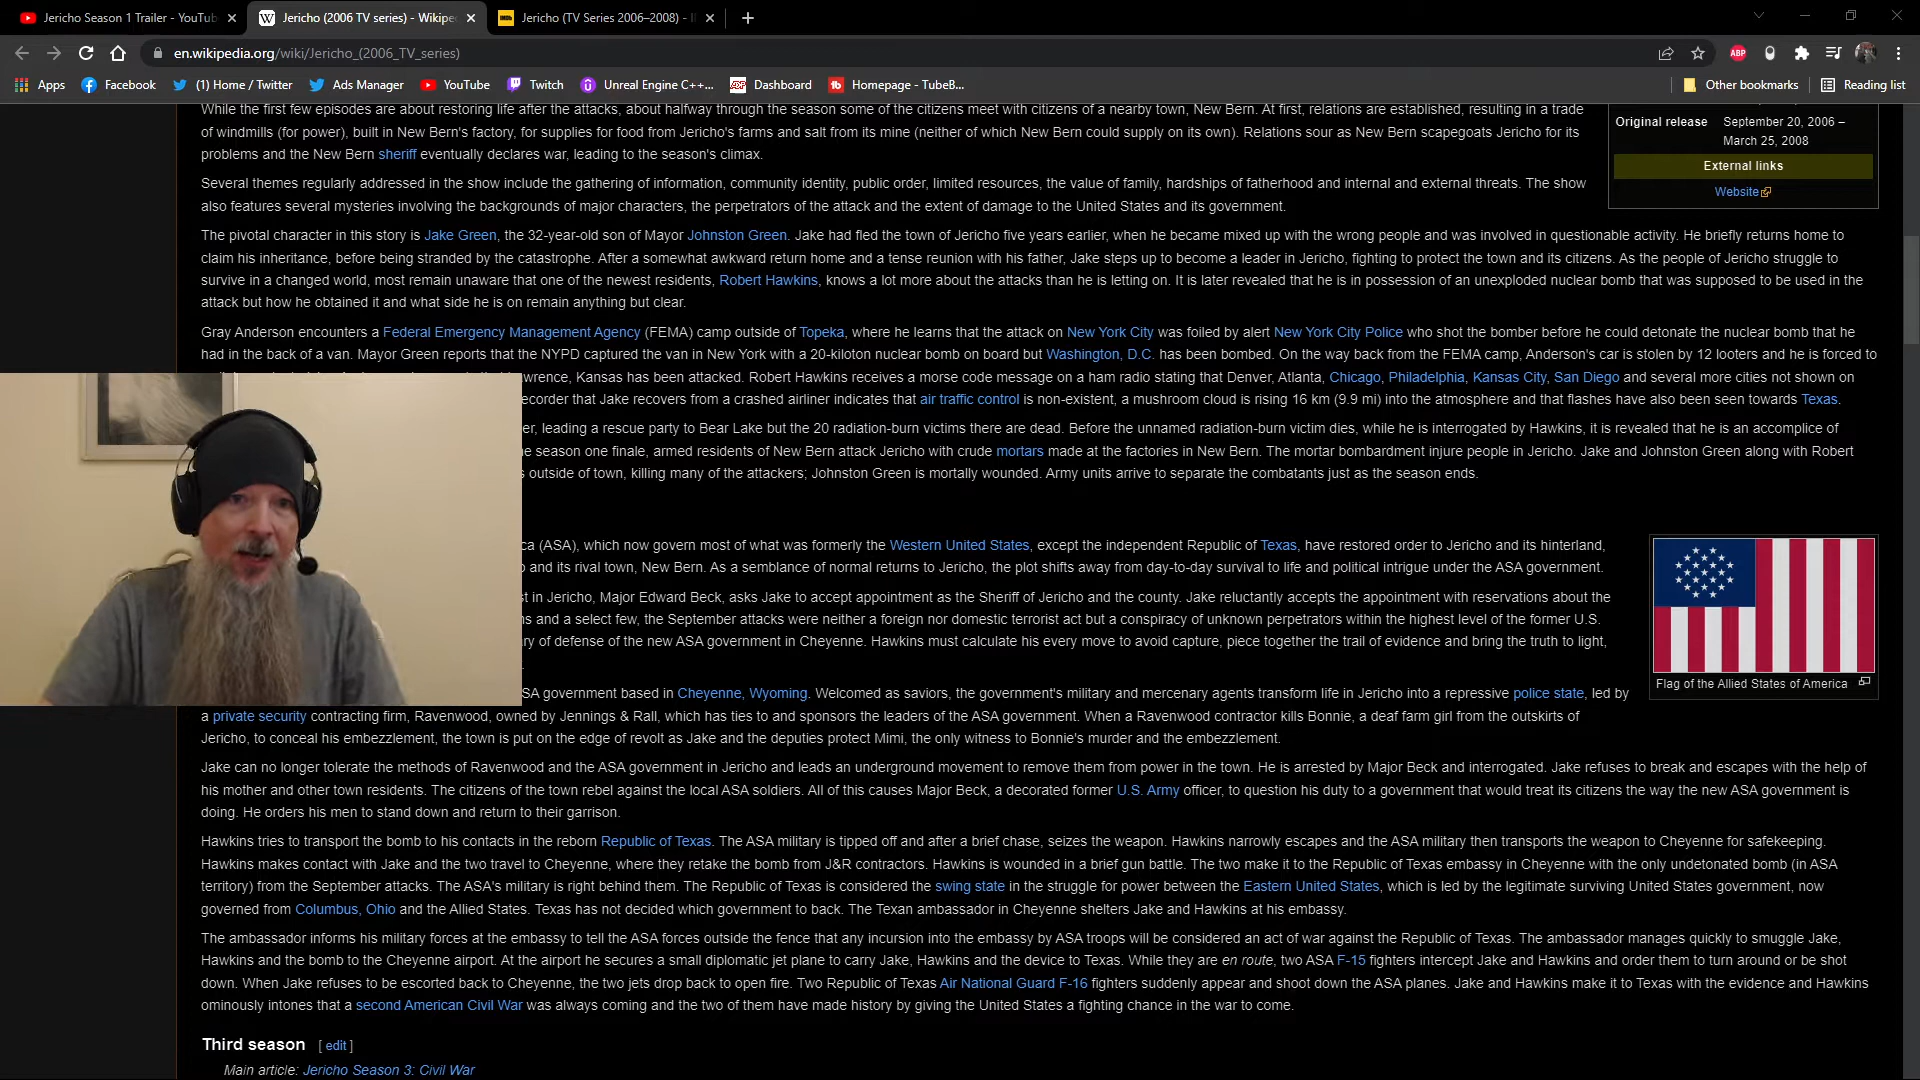 Jericho Season 1 Trailer - YouTub
Jericho (2006 TV series) - Wikipe
Jericho (TV Series 2006–2008) - I
en.wikipedia.org/wiki/Jericho_(2006_TV_series)
ABP
Apps
Facebook
(1) Home / Twitter
Ads Manager
YouTube
Twitch
Unreal Engine C++...
Dashboard
Homepage - TubeB...
Other bookmarks
Reading list
While the first few episodes are about restoring life after the attacks, about halfway through the season some of the citizens meet with citizens of a nearby town, New Bern. At first, relations are established, resulting in a trade
of windmills (for power), built in New Bern's factory, for supplies for food from Jericho's farms and salt from its mine (neither of which New Bern could supply on its own). Relations sour as New Bern scapegoats Jericho for its
problems and the New Bern sheriff eventually declares war, leading to the season's climax.
Original release September 20, 2006 –
March 25, 2008
External links
Website
Several themes regularly addressed in the show include the gathering of information, community identity, public order, limited resources, the value of family, hardships of fatherhood and internal and external threats. The show
also features several mysteries involving the backgrounds of major characters, the perpetrators of the attack and the extent of damage to the United States and its government.
The pivotal character in this story is Jake Green, the 32-year-old son of Mayor Johnston Green. Jake had fled the town of Jericho five years earlier, when he became mixed up with the wrong people and was involved in questionable activity. He briefly returns home to
claim his inheritance, before being stranded by the catastrophe. After a somewhat awkward return home and a tense reunion with his father, Jake steps up to become a leader in Jericho, fighting to protect the town and its citizens. As the people of Jericho struggle to
survive in a changed world, most remain unaware that one of the newest residents, Robert Hawkins, knows a lot more about the attacks than he is letting on. It is later revealed that he is in possession of an unexploded nuclear bomb that was supposed to be used in the
attack but how he obtained it and what side he is on remain anything but clear.
Gray Anderson encounters a Federal Emergency Management Agency (FEMA) camp outside of Topeka, where he learns that the attack on New York City was foiled by alert New York City Police who shot the bomber before he could detonate the nuclear bomb that he
had in the back of a van. Mayor Green reports that the NYPD captured the van in New York with a 20-kiloton nuclear bomb on board but Washington, D.C. has been bombed. On the way back from the FEMA camp, Anderson's car is stolen by 12 looters and he is forced to
wrence, Kansas has been attacked. Robert Hawkins receives a morse code message on a ham radio stating that Denver, Atlanta, Chicago, Philadelphia, Kansas City, San Diego and several more cities not shown on
ecorder that Jake recovers from a crashed airliner indicates that air traffic control is non-existent, a mushroom cloud is rising 16 km (9.9 mi) into the atmosphere and that flashes have also been seen towards Texas.
er, leading a rescue party to Bear Lake but the 20 radiation-burn victims there are dead. Before the unnamed radiation-burn victim dies, while he is interrogated by Hawkins, it is revealed that he is an accomplice of
e season one finale, armed residents of New Bern attack Jericho with crude mortars made at the factories in New Bern. The mortar bombardment injure people in Jericho. Jake and Johnston Green along with Robert
s outside of town, killing many of the attackers; Johnston Green is mortally wounded. Army units arrive to separate the combatants just as the season ends.
ca (ASA), which now govern most of what was formerly the Western United States, except the independent Republic of Texas, have restored order to Jericho and its hinterland,
o and its rival town, New Bern. As a semblance of normal returns to Jericho, the plot shifts away from day-to-day survival to life and political intrigue under the ASA government.
st in Jericho, Major Edward Beck, asks Jake to accept appointment as the Sheriff of Jericho and the county. Jake reluctantly accepts the appointment with reservations about the
ns and a select few, the September attacks were neither a foreign nor domestic terrorist act but a conspiracy of unknown perpetrators within the highest level of the former U.S.
ry of defense of the new ASA government in Cheyenne. Hawkins must calculate his every move to avoid capture, piece together the trail of evidence and bring the truth to light,
Flag of the Allied States of America
SA government based in Cheyenne, Wyoming. Welcomed as saviors, the government's military and mercenary agents transform life in Jericho into a repressive police state, led by
a private security contracting firm, Ravenwood, owned by Jennings & Rall, which has ties to and sponsors the leaders of the ASA government. When a Ravenwood contractor kills Bonnie, a deaf farm girl from the outskirts of
Jericho, to conceal his embezzlement, the town is put on the edge of revolt as Jake and the deputies protect Mimi, the only witness to Bonnie's murder and the embezzlement.
Jake can no longer tolerate the methods of Ravenwood and the ASA government in Jericho and leads an underground movement to remove them from power in the town. He is arrested by Major Beck and interrogated. Jake refuses to break and escapes with the help of
his mother and other town residents. The citizens of the town rebel against the local ASA soldiers. All of this causes Major Beck, a decorated former U.S. Army officer, to question his duty to a government that would treat its citizens the way the new ASA government is
doing. He orders his men to stand down and return to their garrison.
Hawkins tries to transport the bomb to his contacts in the reborn Republic of Texas. The ASA military is tipped off and after a brief chase, seizes the weapon. Hawkins narrowly escapes and the ASA military then transports the weapon to Cheyenne for safekeeping.
Hawkins makes contact with Jake and the two travel to Cheyenne, where they retake the bomb from J&R contractors. Hawkins is wounded in a brief gun battle. The two make it to the Republic of Texas embassy in Cheyenne with the only undetonated bomb (in ASA
territory) from the September attacks. The ASA's military is right behind them. The Republic of Texas is considered the swing state in the struggle for power between the Eastern United States, which is led by the legitimate surviving United States government, now
governed from Columbus, Ohio and the Allied States. Texas has not decided which government to back. The Texan ambassador in Cheyenne shelters Jake and Hawkins at his embassy.
The ambassador informs his military forces at the embassy to tell the ASA forces outside the fence that any incursion into the embassy by ASA troops will be considered an act of war against the Republic of Texas. The ambassador manages quickly to smuggle Jake,
Hawkins and the bomb to the Cheyenne airport. At the airport he secures a small diplomatic jet plane to carry Jake, Hawkins and the device to Texas. While they are en route, two ASA F-15 fighters intercept Jake and Hawkins and order them to turn around or be shot
down. When Jake refuses to be escorted back to Cheyenne, the two jets drop back to open fire. Two Republic of Texas Air National Guard F-16 fighters suddenly appear and shoot down the ASA planes. Jake and Hawkins make it to Texas with the evidence and Hawkins
ominously intones that a second American Civil War was always coming and the two of them have made history by giving the United States a fighting chance in the war to come.
Third season [ edit ]
Main article: Jericho Season 3: Civil War